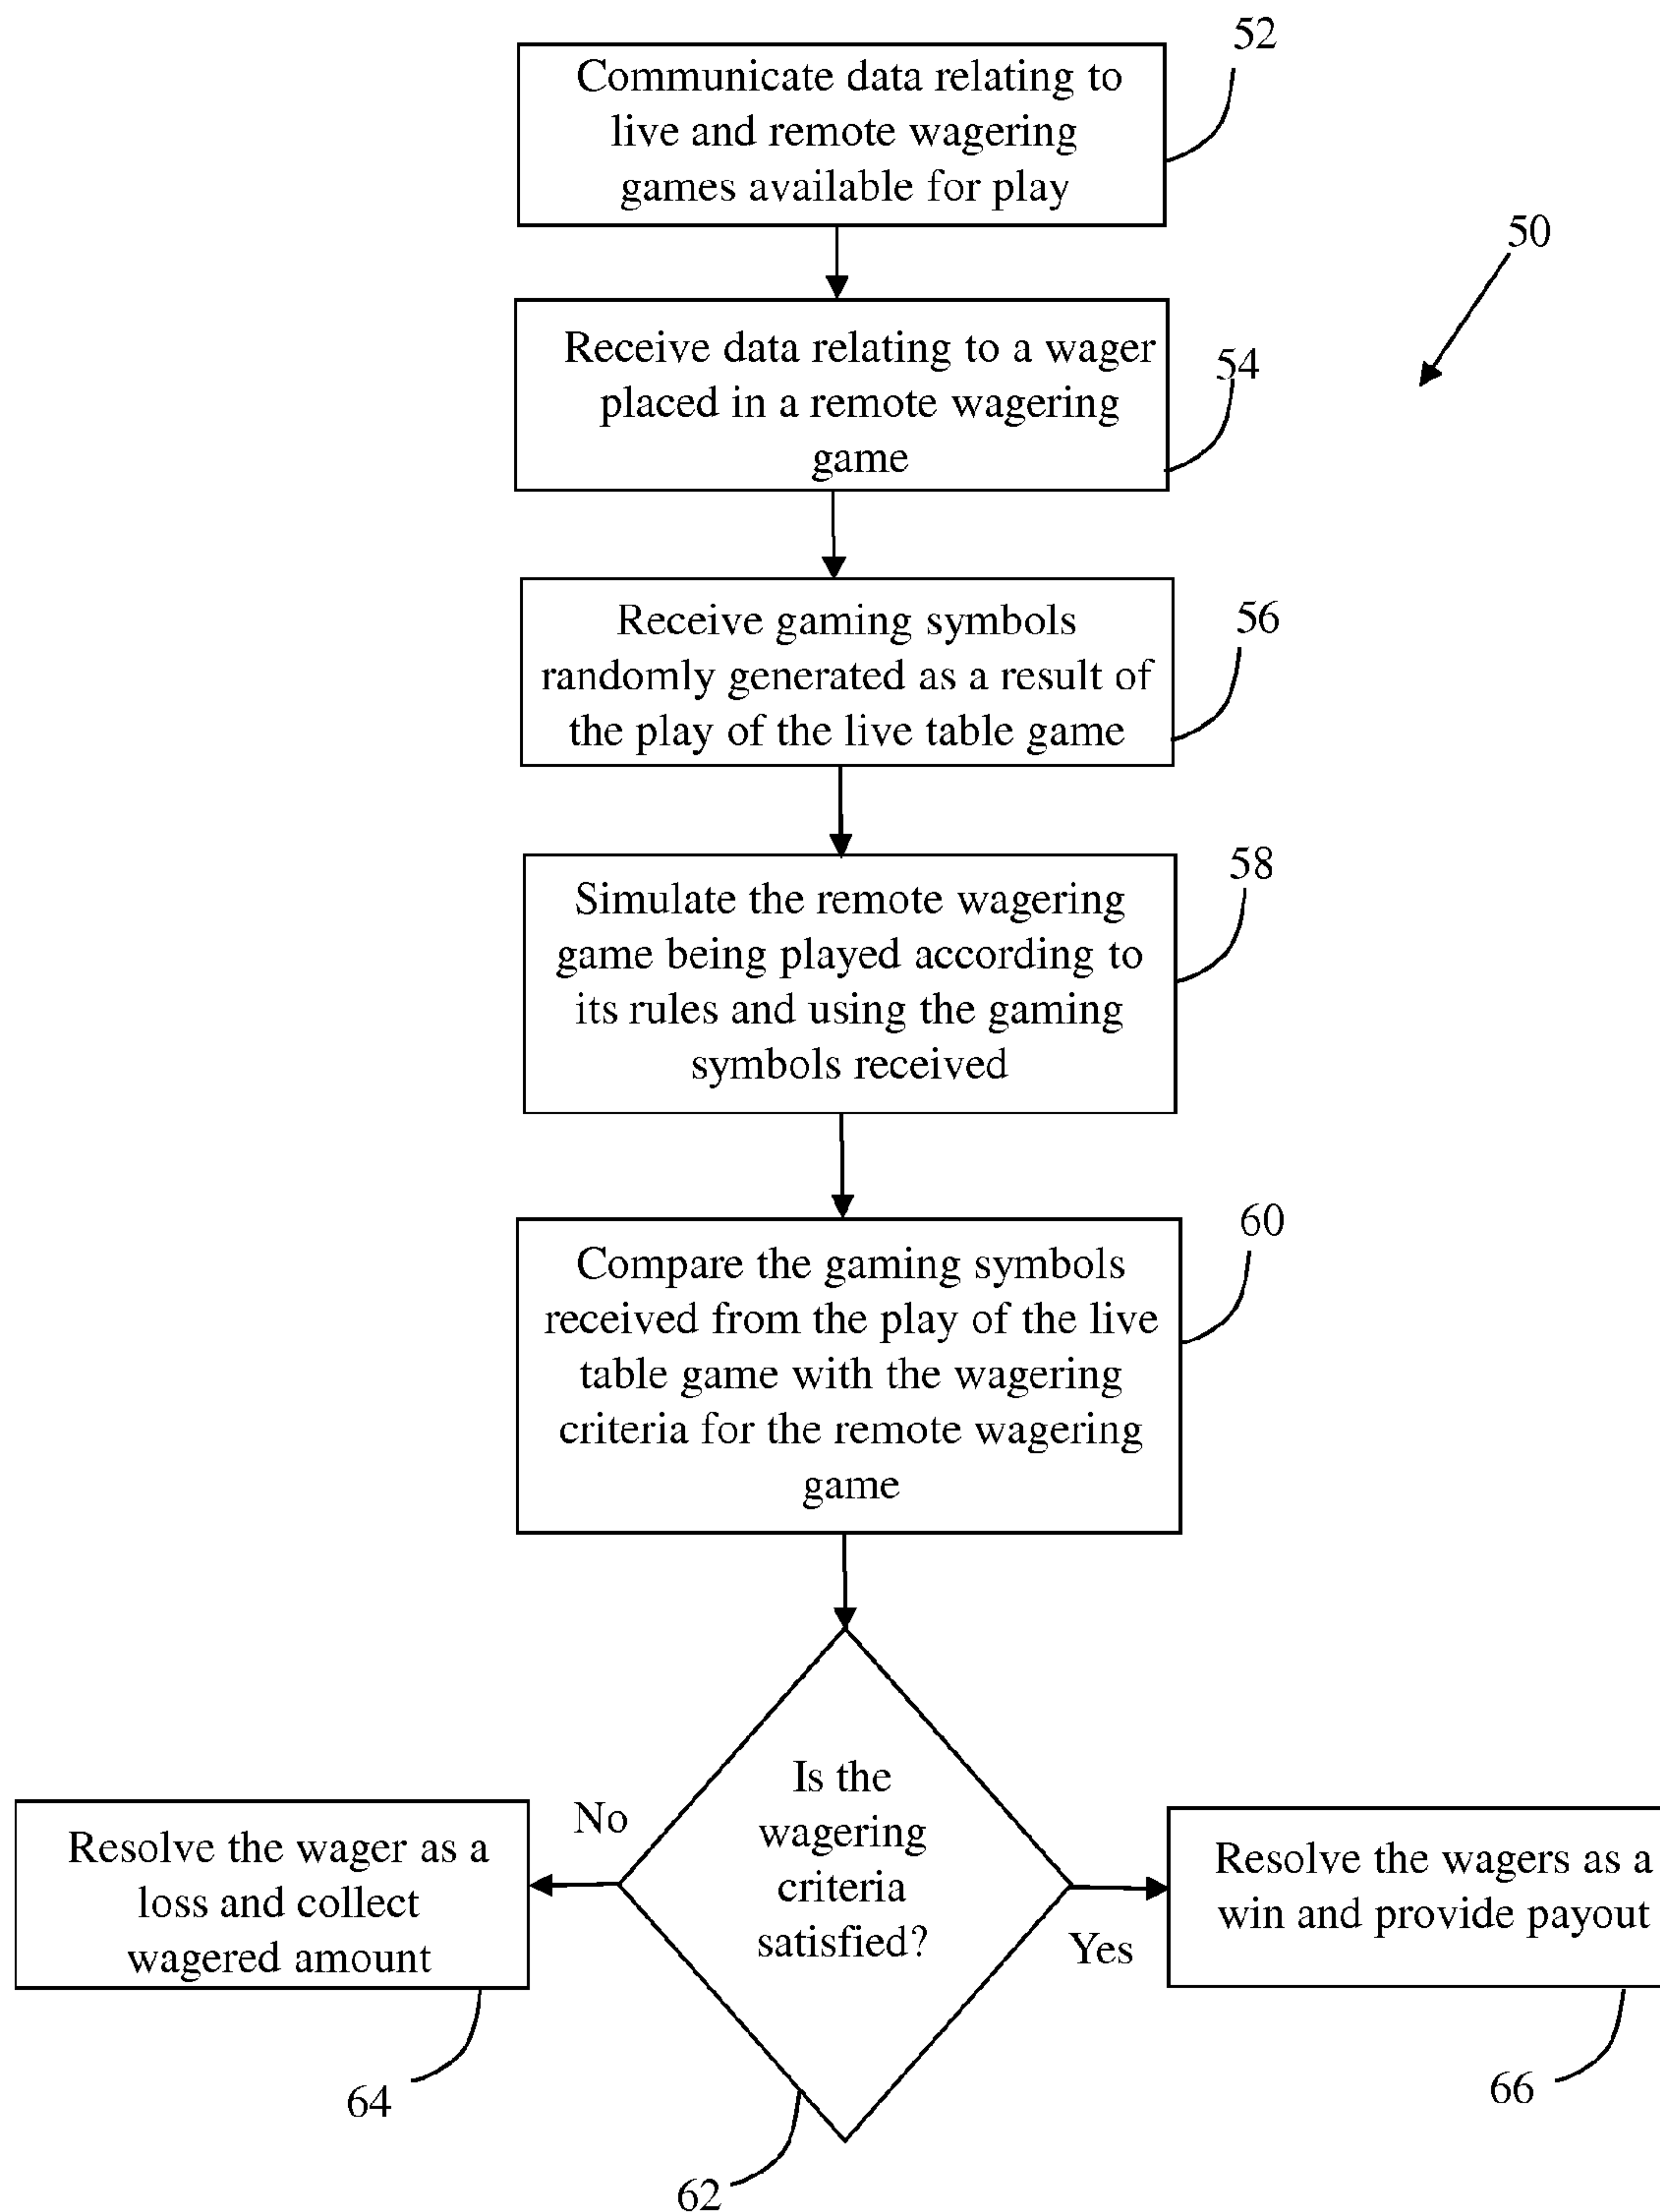 52
Communicate data relating to
live and remote wagering
games available for play
50
Receive data relating to a wager
placed in a remote wagering
game
54
Receive gaming symbols
randomly generated as a result of
the play of the live table game
56
Simulate the remote wagering
game being played according to
its rules and using the gaming
symbols received
58
Compare the gaming symbols
received from the play of the live
table game with the wagering
criteria for the remote wagering
game
60
Is the
wagering
criteria
satisfied?
No
Resolve the wager as a
loss and collect
wagered amount
Yes
Resolve the wagers as a
win and provide payout
64
66
62